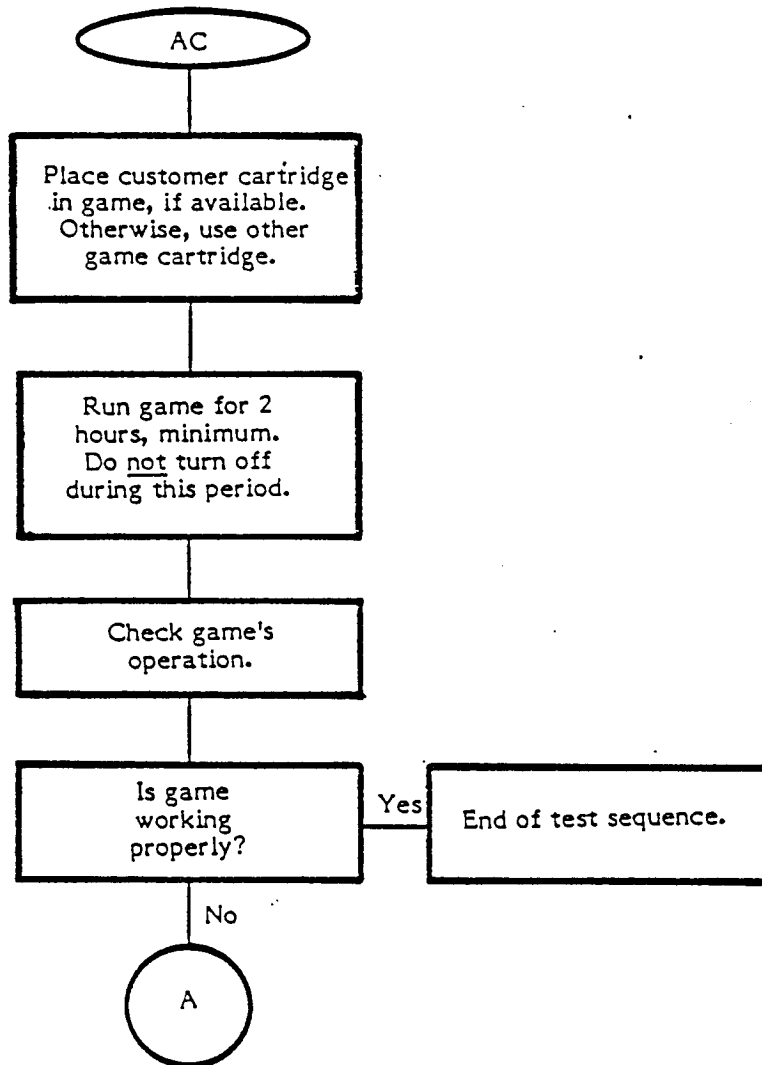 AC
Place customer cartridge
in game, if available.
Otherwise, use other
game cartridge.
Run game for 2
hours, minimum.
Do not turn off
during this period.
Check game's
operation.
Is game
working
properly?
Yes
End of test sequence.
No
A